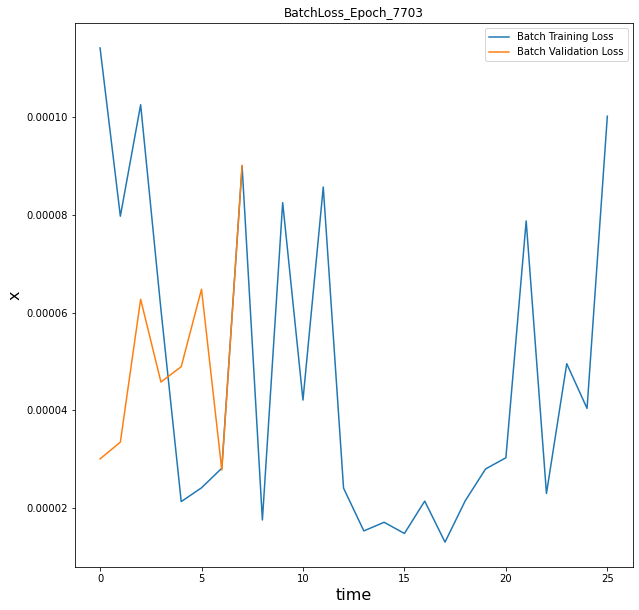 BatchLoss_Epoch_7703
Batch Training Loss
Batch Validation Loss
x
0.00010
0.00008
0.00006
0.00004
0.00002
0 5 10 15 20 25
time